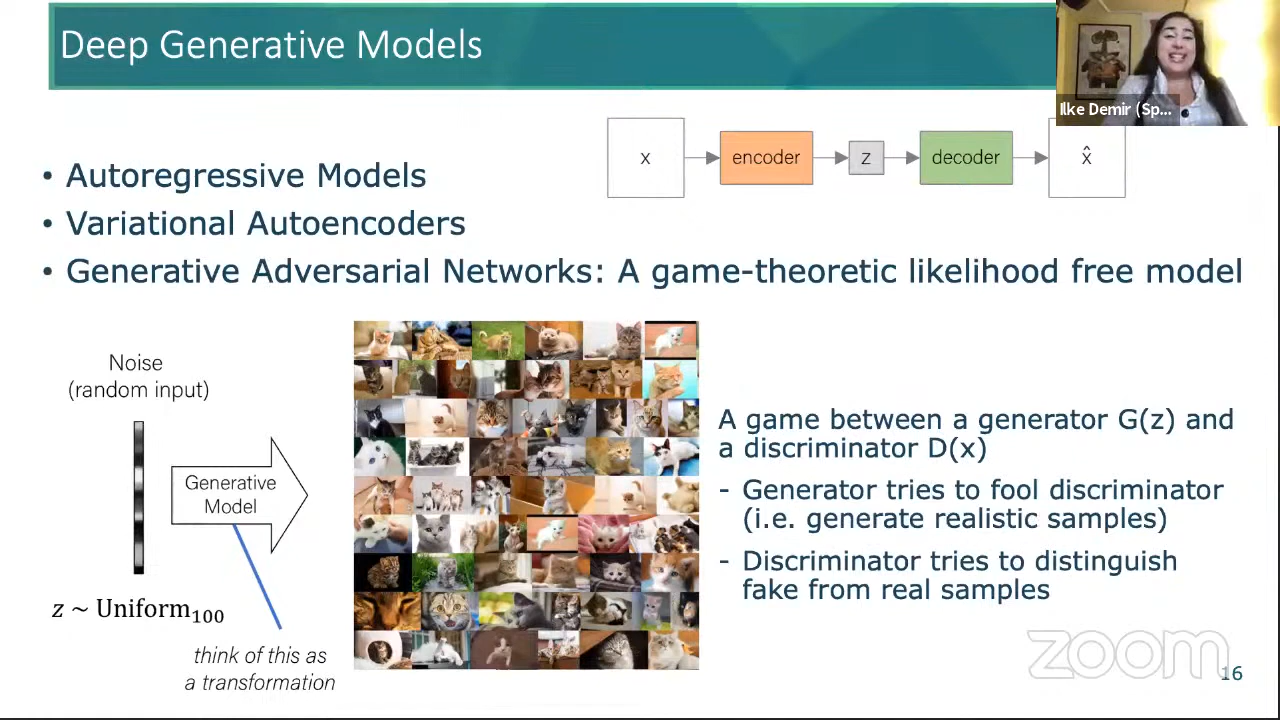 Deep Generative Models
Ilke Demir (Sp...
x
encoder
z
decoder
x̂
• Autoregressive Models
• Variational Autoencoders
• Generative Adversarial Networks: A game-theoretic likelihood free model
Noise
(random input)
Generative
Model
z ~ Uniform₁₀₀
think of this as
a transformation
A game between a generator G(z) and
a discriminator D(x)
- Generator tries to fool discriminator
(i.e. generate realistic samples)
- Discriminator tries to distinguish
fake from real samples
zoom
16